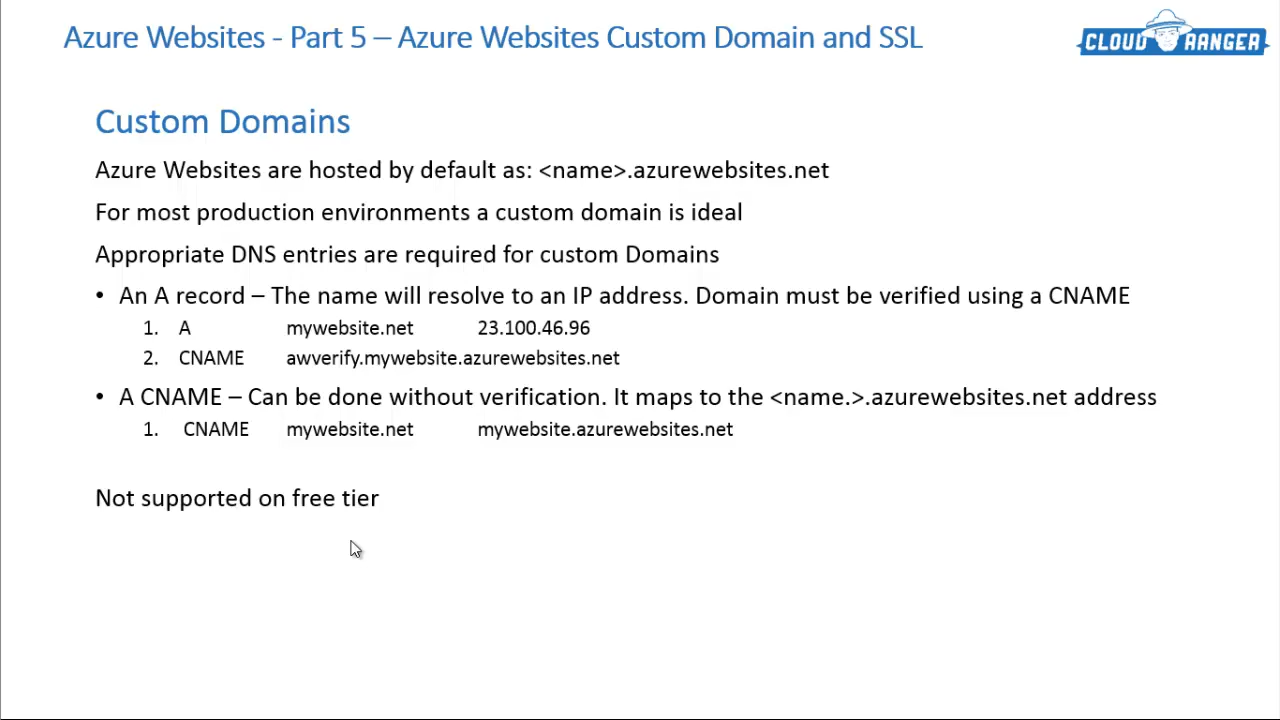 Azure Websites - Part 5 – Azure Websites Custom Domain and SSL
CLOUD RANGER
Custom Domains
Azure Websites are hosted by default as: <name>.azurewebsites.net
For most production environments a custom domain is ideal
Appropriate DNS entries are required for custom Domains
• An A record – The name will resolve to an IP address. Domain must be verified using a CNAME
1. A mywebsite.net 23.100.46.96
2. CNAME awverify.mywebsite.azurewebsites.net
• A CNAME – Can be done without verification. It maps to the <name.>.azurewebsites.net address
1. CNAME mywebsite.net mywebsite.azurewebsites.net
Not supported on free tier